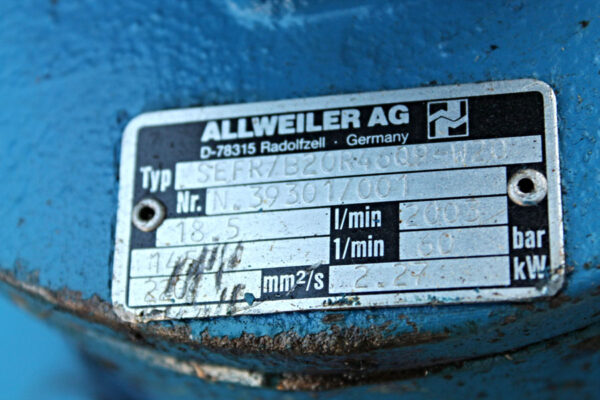 ALLWEILER AG
D-78315 Radolfzell · Germany
Typ
Nr. N.39301/001
18.5 l/min 2005
1/min 60 bar
mm²/s 2.27 kW